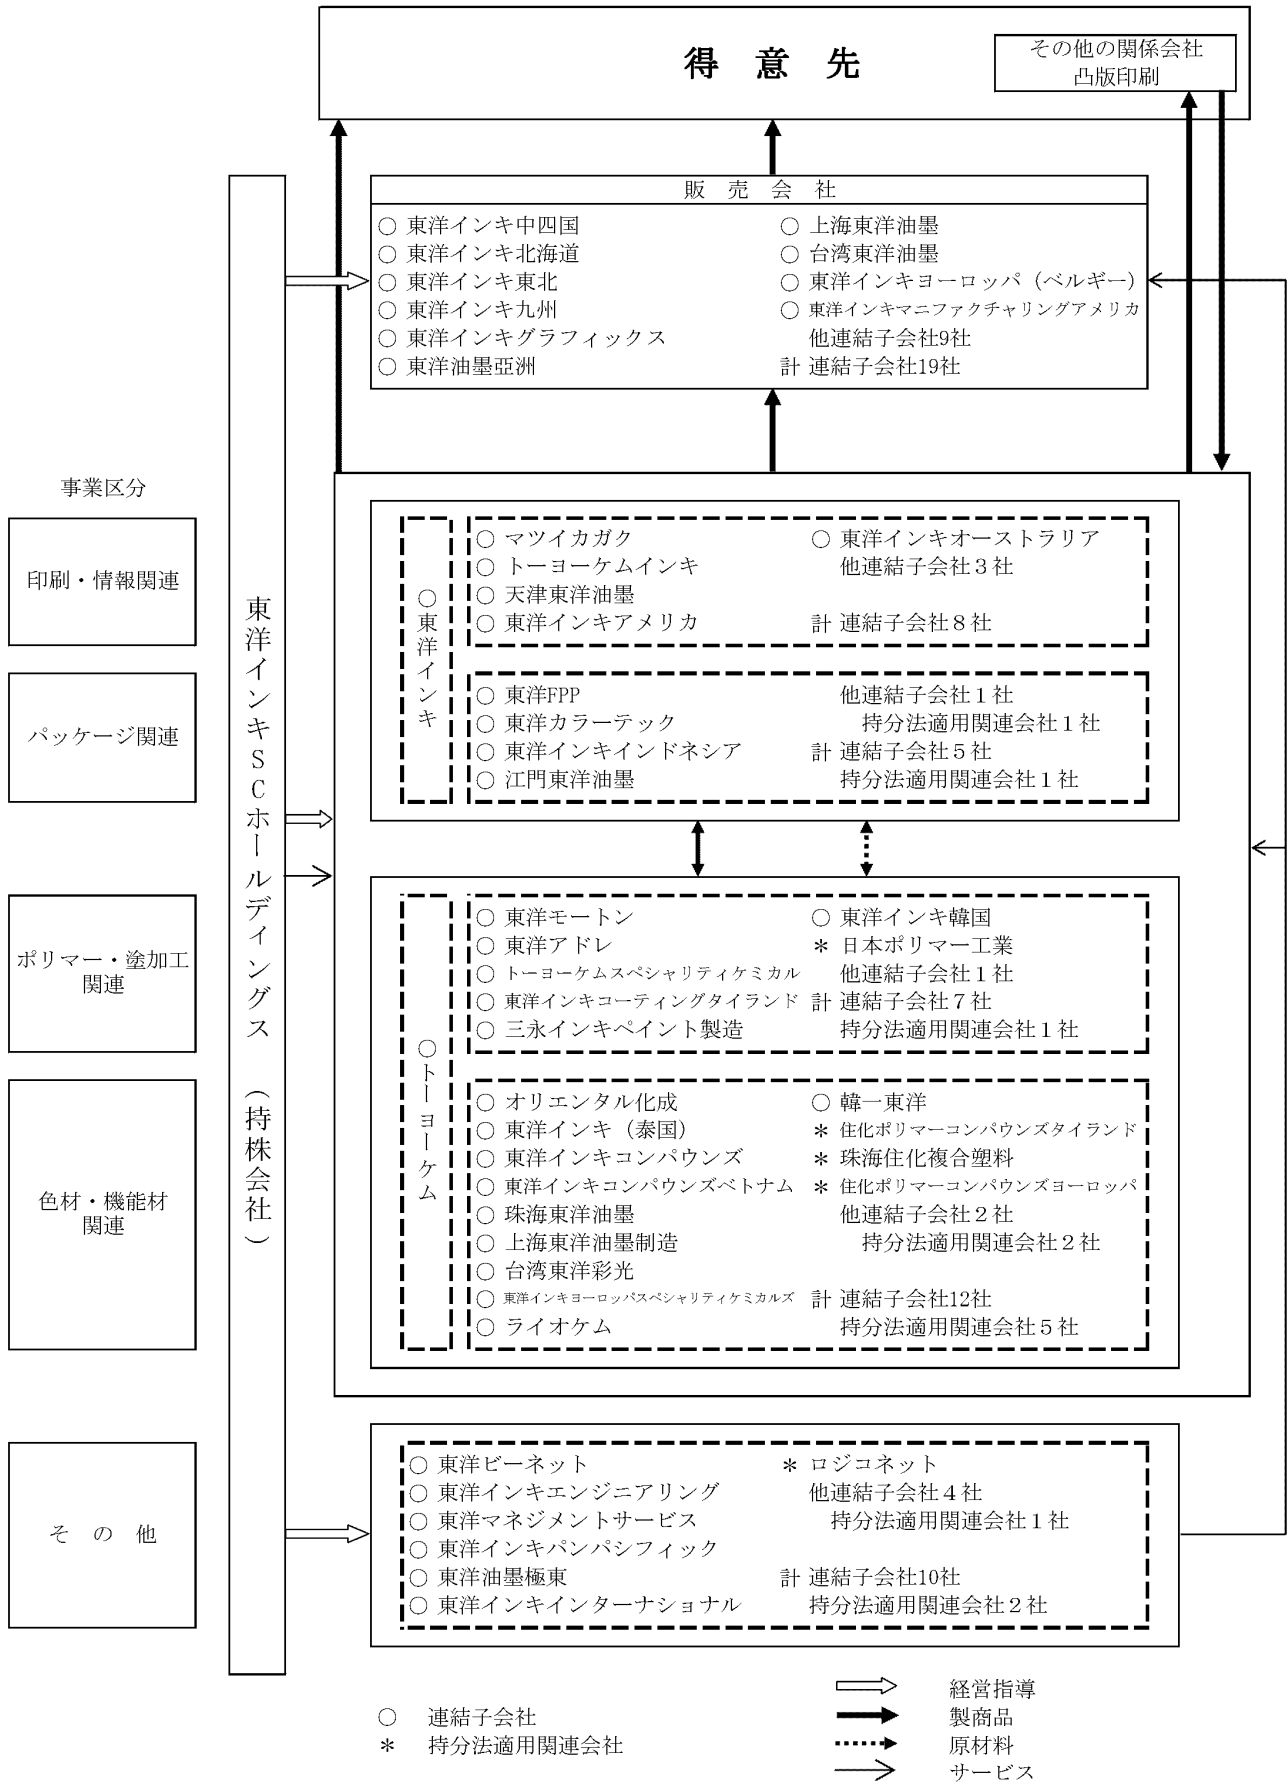 得 意 先
その他の関係会社
凸版印刷
販 売 会 社
○ 東洋インキ中四国
○ 東洋インキ北海道
○ 東洋インキ東北
○ 東洋インキ九州
○ 東洋インキグラフィックス
○ 東洋油墨亞洲
○ 上海東洋油墨
○ 台湾東洋油墨
○ 東洋インキヨーロッパ（ベルギー）
○ 東洋インキマニファクチャリングアメリカ
他連結子会社9社
計 連結子会社19社
事業区分
印刷・情報関連
パッケージ関連
ポリマー・塗加工
関連
色材・機能材
関連
そ の 他
東洋インキSCホールディングス （持株会社）
○東洋インキ
○ マツイカガク
○ トーヨーケムインキ
○ 天津東洋油墨
○ 東洋インキアメリカ
○ 東洋インキオーストラリア
他連結子会社３社
計 連結子会社８社
○ 東洋FPP
○ 東洋カラーテック
○ 東洋インキインドネシア
○ 江門東洋油墨
他連結子会社１社
持分法適用関連会社１社
計 連結子会社５社
持分法適用関連会社１社
○トーヨーケム
○ 東洋モートン
○ 東洋アドレ
○ トーヨーケムスペシャリティケミカル
○ 東洋インキコーティングタイランド
○ 三永インキペイント製造
○ 東洋インキ韓国
＊ 日本ポリマー工業
他連結子会社１社
計 連結子会社７社
持分法適用関連会社１社
○ オリエンタル化成
○ 東洋インキ（泰国）
○ 東洋インキコンパウンズ
○ 東洋インキコンパウンズベトナム
○ 珠海東洋油墨
○ 上海東洋油墨制造
○ 台湾東洋彩光
○ 東洋インキヨーロッパスペシャリティケミカルズ
○ ライオケム
○ 韓一東洋
＊ 住化ポリマーコンパウンズタイランド
＊ 珠海住化複合塑料
＊ 住化ポリマーコンパウンズヨーロッパ
他連結子会社２社
持分法適用関連会社２社
計 連結子会社12社
持分法適用関連会社５社
○ 東洋ビーネット
○ 東洋インキエンジニアリング
○ 東洋マネジメントサービス
○ 東洋インキパンパシフィック
○ 東洋油墨極東
○ 東洋インキインターナショナル
＊ ロジコネット
他連結子会社４社
持分法適用関連会社１社
計 連結子会社10社
持分法適用関連会社２社
○ 連結子会社
＊ 持分法適用関連会社
経営指導
製商品
原材料
サービス